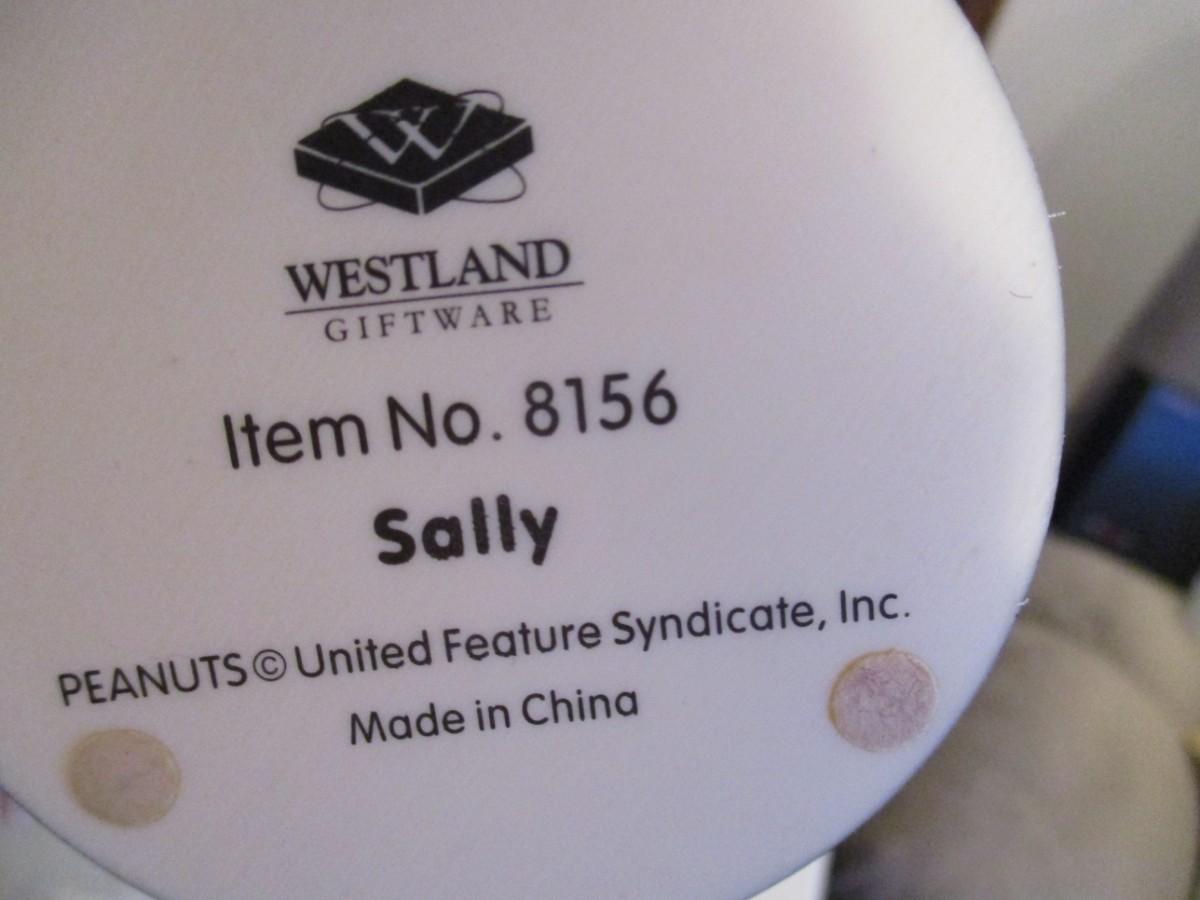 W
WESTLAND
GIFTWARE
Item No. 8156
Sally
PEANUTS © United Feature Syndicate, Inc.
Made in China